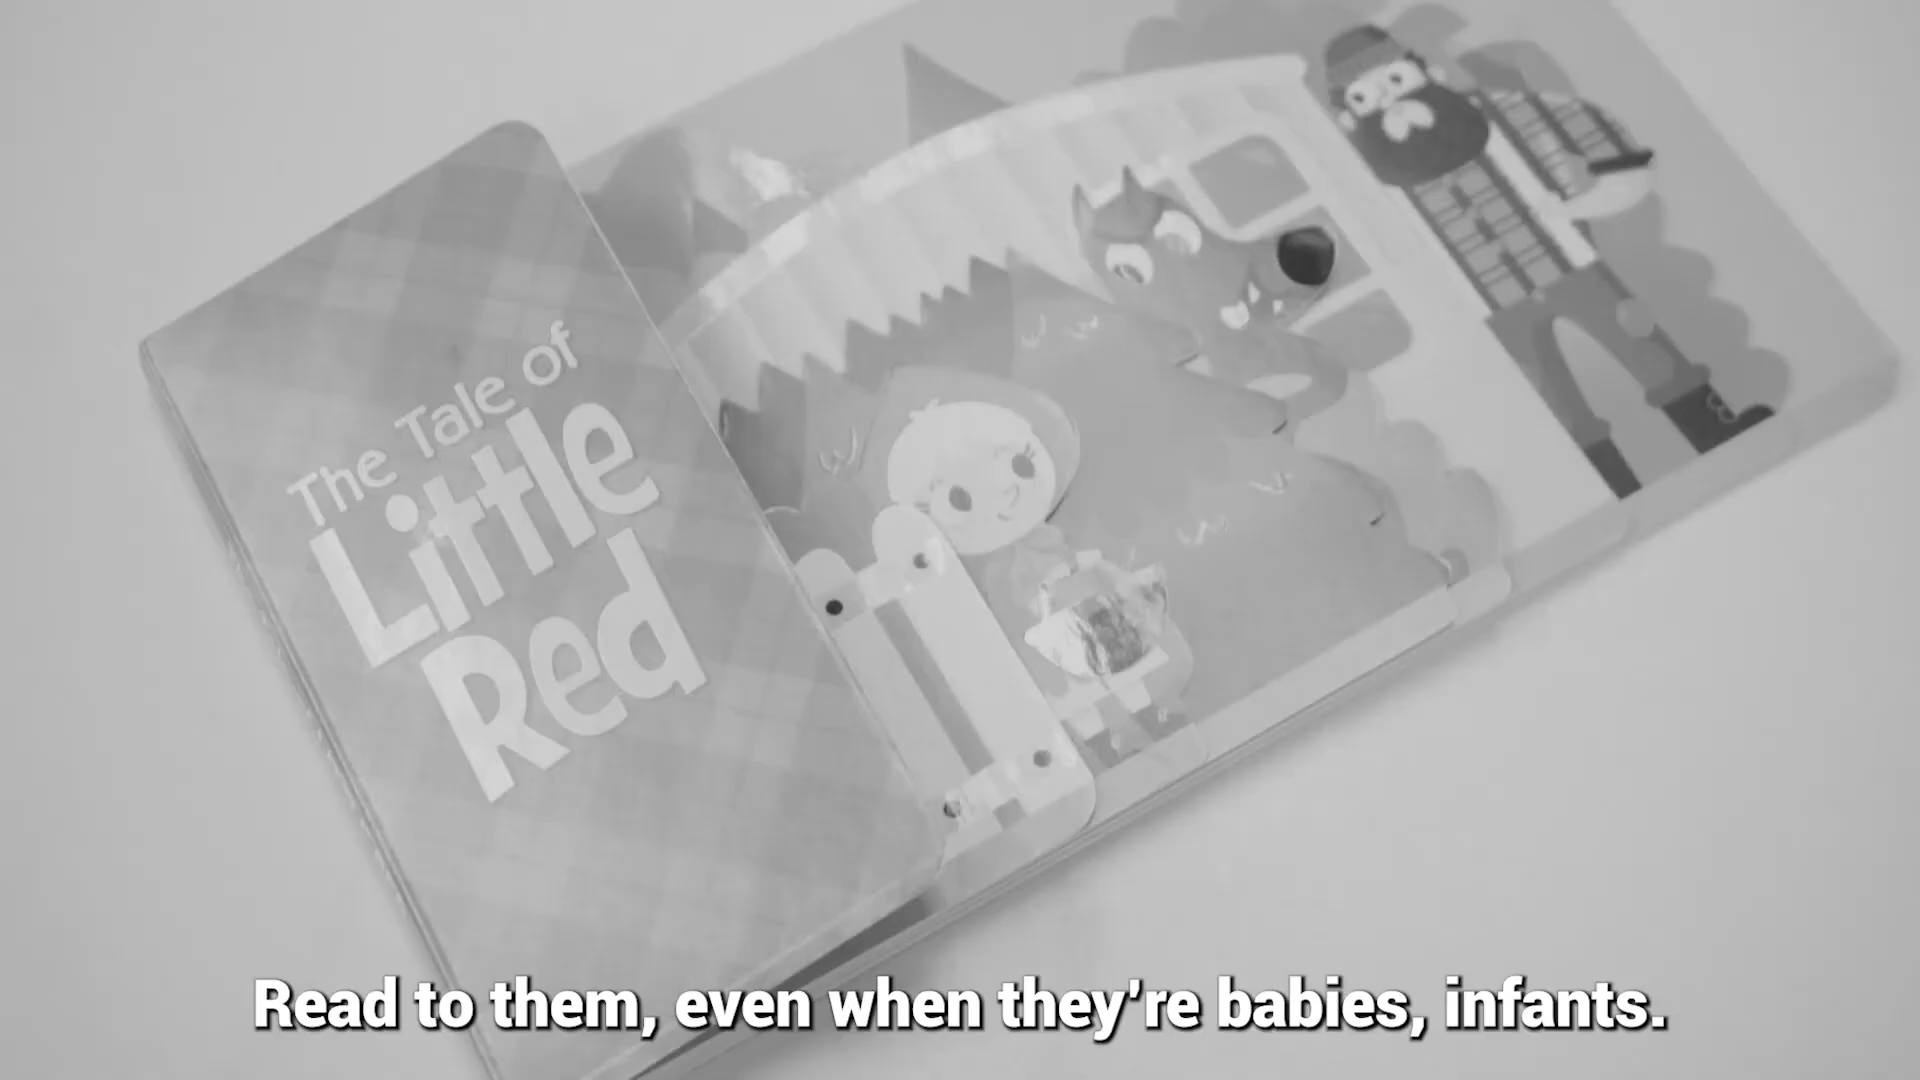 The Tale of
Little
Red
Read to them, even when they're babies, infants.